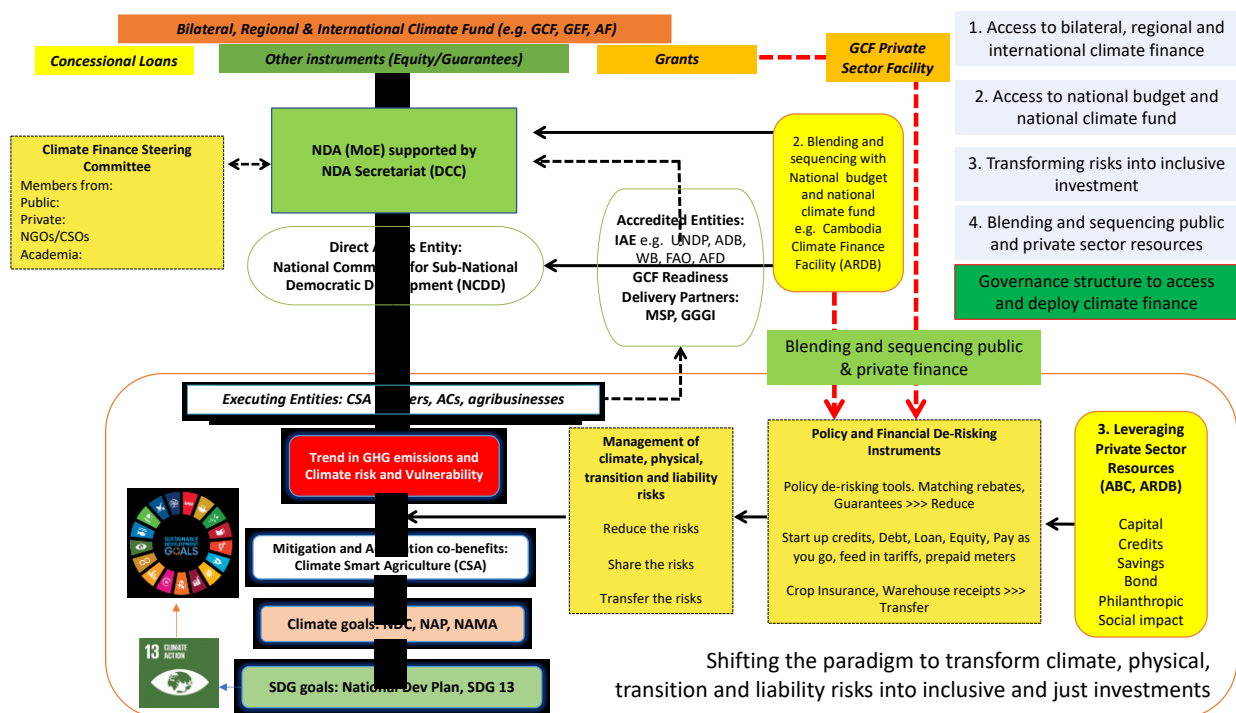 Bilateral, Regional & International Climate Fund (e.g. GCF, GEF, AF)
Concessional Loans
Other instruments (Equity/Guarantees)
Grants
GCF Private
Sector Facility
1. Access to bilateral, regional and
international climate finance
2. Access to national budget and
national climate fund
3. Transforming risks into inclusive
investment
4. Blending and sequencing public
and private sector resources
Governance structure to access
and deploy climate finance
Climate Finance Steering
Committee
Members from:
Public:
Private:
NGOs/CSOs
Academia:
NDA (MoE) supported by
NDA Secretariat (DCC)
2. Blending and
sequencing with
National budget
and national
climate fund
e.g. Cambodia
Climate Finance
Facility (ARDB)
Direct Entity:
National for Sub-National
Democratic (NCDD)
Accredited Entities:
IAE e.g. UNDP, ADB,
WB, FAO, AFD
GCF Readiness
Delivery Partners:
MSP, GGGI
Blending and sequencing public
& private finance
Executing Entities: CSA ACs, agribusinesses
Trend in GHG emissions and
Climate risk and Vulnerability
Mitigation and co-benefits:
Climate Smart Agriculture (CSA)
Climate goals: NDC, NAP, NAMA
SDG goals: National Dev Plan, SDG 13
SUSTAINABLE
DEVELOPMENT
GOALS
13 CLIMATE
ACTION
Management of
climate, physical,
transition and liability
risks
Reduce the risks
Share the risks
Transfer the risks
Policy and Financial De-Risking
Instruments
Policy de-risking tools. Matching rebates,
Guarantees >>> Reduce
Start up credits, Debt, Loan, Equity, Pay as
you go, feed in tariffs, prepaid meters
Crop Insurance, Warehouse receipts >>>
Transfer
3. Leveraging
Private Sector
Resources
(ABC, ARDB)
Capital
Credits
Savings
Bond
Philanthropic
Social impact
Shifting the paradigm to transform climate, physical,
transition and liability risks into inclusive and just investments